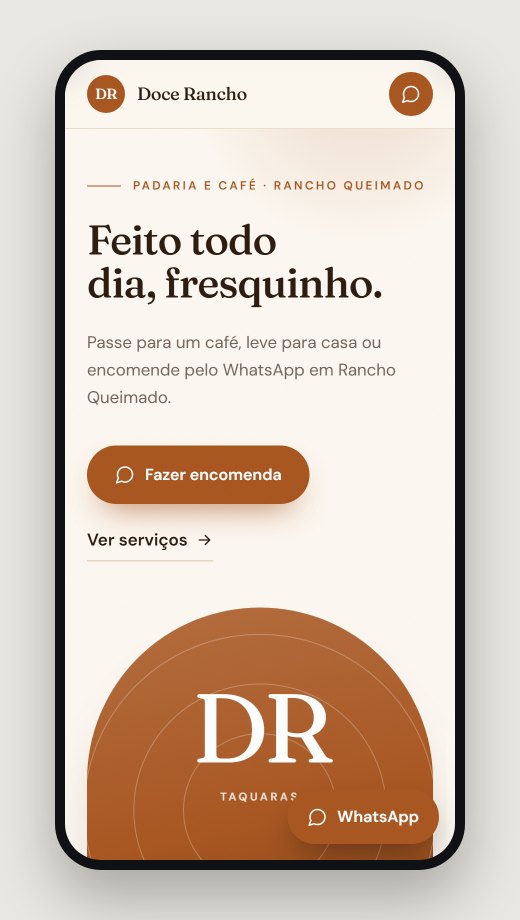 DR Doce Rancho
PADARIA E CAFÉ · RANCHO QUEIMADO
Feito todo
dia, fresquinho.
Passe para um café, leve para casa ou
encomende pelo WhatsApp em Rancho
Queimado.
Fazer encomenda
Ver serviços →
DR
TAQUARAS
WhatsApp